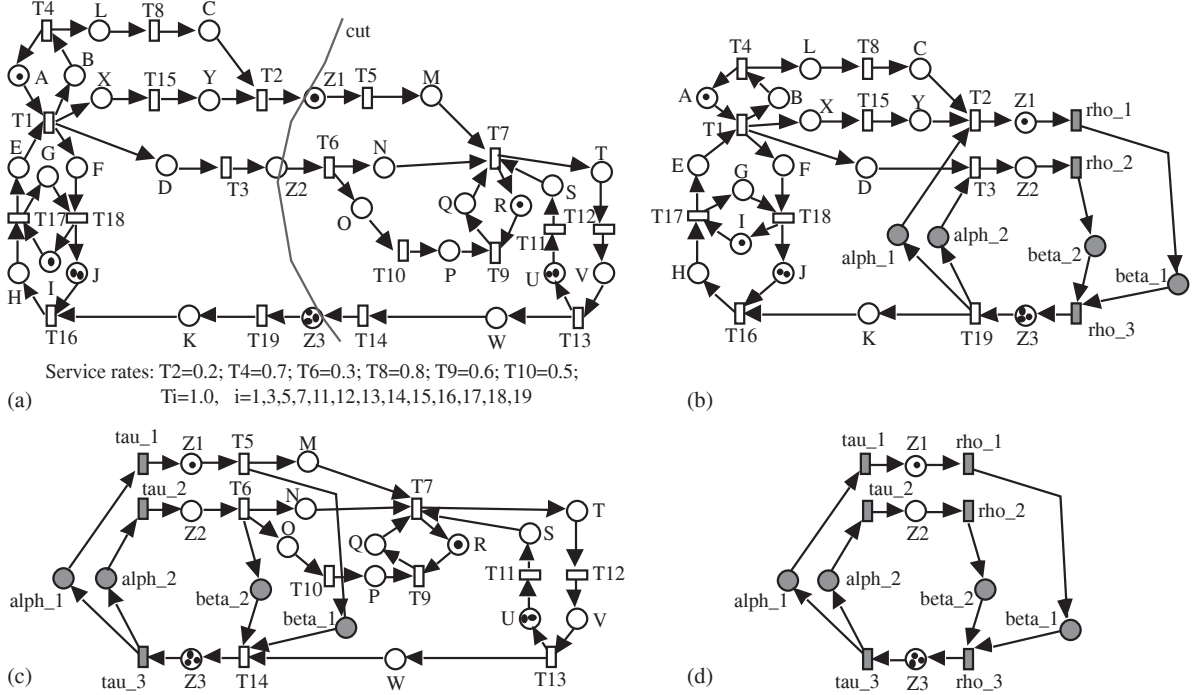 T4 L T8 C
cut
A B X T15 Y T2 Z1 T5 M
T1
E G F
D T3 Z2 T6 N T7 T
O Q R S
T17 T18 T11 T12
T10 P T9
H I J U V
T16 K T19 Z3 T14 W T13
Service rates: T2=0.2; T4=0.7; T6=0.3; T8=0.8; T9=0.6; T10=0.5;
Ti=1.0, i=1,3,5,7,11,12,13,14,15,16,17,18,19
(a)
T4 L T8 C
A B X T15 Y T2 Z1 rho_1
T1
E G F D T3 Z2 rho_2
T17 I T18
alph_1 alph_2 beta_2
H J beta_1
T16 K T19 Z3 rho_3
(b)
tau_1 Z1 T5 M
tau_2 Z2 T6 N T7 T
O Q R S
alph_1 alph_2 beta_2 T10 P T9 T11 T12
beta_1 U V
tau_3 Z3 T14 W T13
(c)
tau_1 Z1 rho_1
tau_2 Z2 rho_2
alph_1 alph_2 beta_2
beta_1
tau_3 Z3 rho_3
(d)